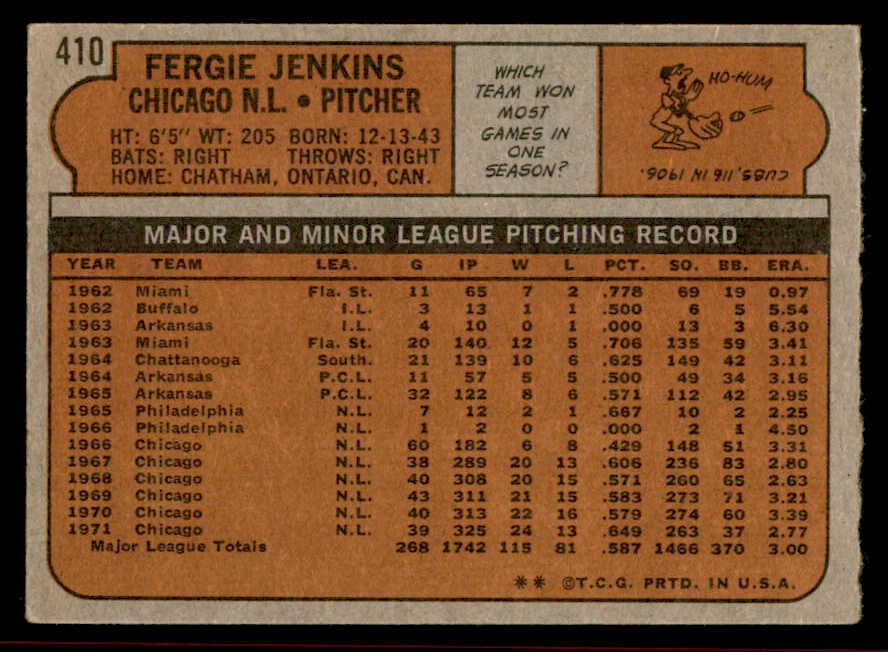 410
FERGIE JENKINS
CHICAGO N.L. • PITCHER
HT: 6'5" WT: 205 BORN: 12-13-43
BATS: RIGHT THROWS: RIGHT
HOME: CHATHAM, ONTARIO, CAN.
WHICH
TEAM WON
MOST
GAMES IN
ONE
SEASON?
HO-HUM
CUBS, 116 IN 1906.
MAJOR AND MINOR LEAGUE PITCHING RECORD
YEAR TEAM LEA. G IP W L PCT. SO. BB. ERA.
1962 Miami Fla. St. 11 65 7 2 .778 69 19 0.97
1962 Buffalo I.L. 3 13 1 1 .500 6 5 5.54
1963 Arkansas I.L. 4 10 0 1 .000 13 3 6.30
1963 Miami Fla. St. 20 140 12 5 .706 135 59 3.41
1964 Chattanooga South. 21 139 10 6 .625 149 42 3.11
1964 Arkansas P.C.L. 11 57 5 5 .500 49 34 3.16
1965 Arkansas P.C.L. 32 122 8 6 .571 112 42 2.95
1965 Philadelphia N.L. 7 12 2 1 .667 10 2 2.25
1966 Philadelphia N.L. 1 2 0 0 .000 2 1 4.50
1966 Chicago N.L. 60 182 6 8 .429 148 51 3.31
1967 Chicago N.L. 38 289 20 13 .606 236 83 2.80
1968 Chicago N.L. 40 308 20 15 .571 260 65 2.63
1969 Chicago N.L. 43 311 21 15 .583 273 71 3.21
1970 Chicago N.L. 40 313 22 16 .579 274 60 3.39
1971 Chicago N.L. 39 325 24 13 .649 263 37 2.77
Major League Totals 268 1742 115 81 .587 1466 370 3.00
** ©T.C.G. PRTD. IN U.S.A.